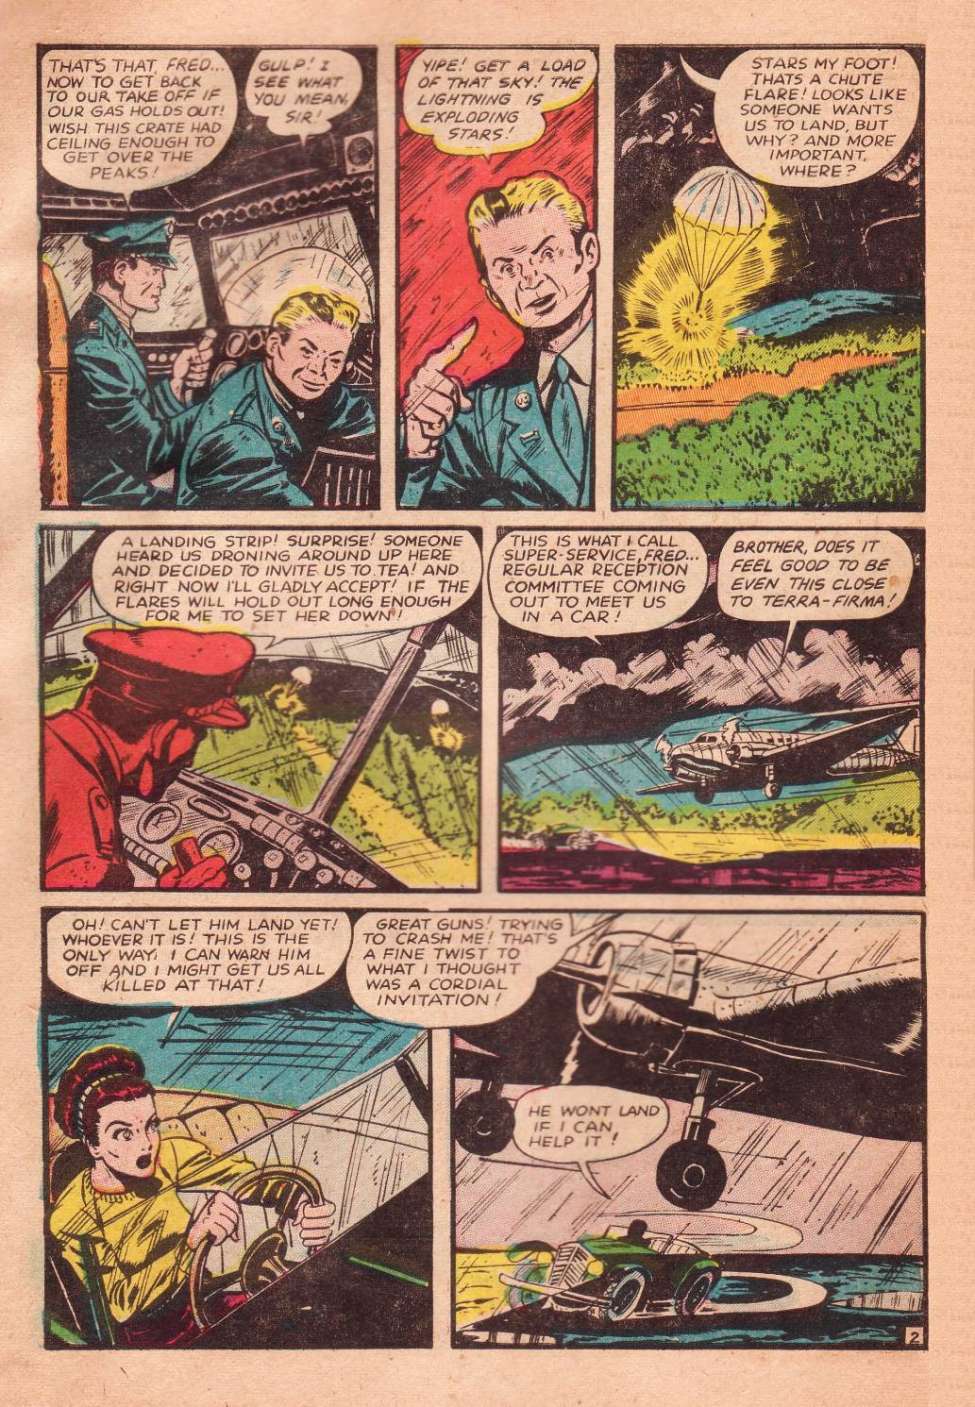 THAT'S THAT, FRED...
NOW TO GET BACK
TO OUR TAKE OFF IF
OUR GAS HOLDS OUT!
WISH THIS CRATE HAD
CEILING ENOUGH TO
GET OVER THE
PEAKS!
GULP! I
SEE WHAT
YOU MEAN,
SIR!
YIPE! GET A LOAD
OF THAT SKY! THE
LIGHTNING IS
EXPLODING
STARS!
STARS MY FOOT!
THATS A CHUTE
FLARE! LOOKS LIKE
SOMEONE WANTS
US TO LAND, BUT
WHY? AND MORE
IMPORTANT,
WHERE?
A LANDING STRIP! SURPRISE! SOMEONE
HEARD US DRONING AROUND UP HERE
AND DECIDED TO INVITE US TO TEA! AND
RIGHT NOW I'LL GLADLY ACCEPT! IF THE
FLARES WILL HOLD OUT LONG ENOUGH
FOR ME TO SET HER DOWN!
THIS IS WHAT I CALL
SUPER-SERVICE, FRED...
REGULAR RECEPTION
COMMITTEE COMING
OUT TO MEET US
IN A CAR!
BROTHER, DOES IT
FEEL GOOD TO BE
EVEN THIS CLOSE
TO TERRA-FIRMA!
OH! CAN'T LET HIM LAND YET!
WHOEVER IT IS! THIS IS THE
ONLY WAY, I CAN WARN HIM
OFF AND I MIGHT GET US ALL
KILLED AT THAT!
GREAT GUNS! TRYING
TO CRASH ME! THAT'S
A FINE TWIST TO
WHAT I THOUGHT
WAS A CORDIAL
INVITATION!
HE WONT LAND
IF I CAN
HELP IT!
2